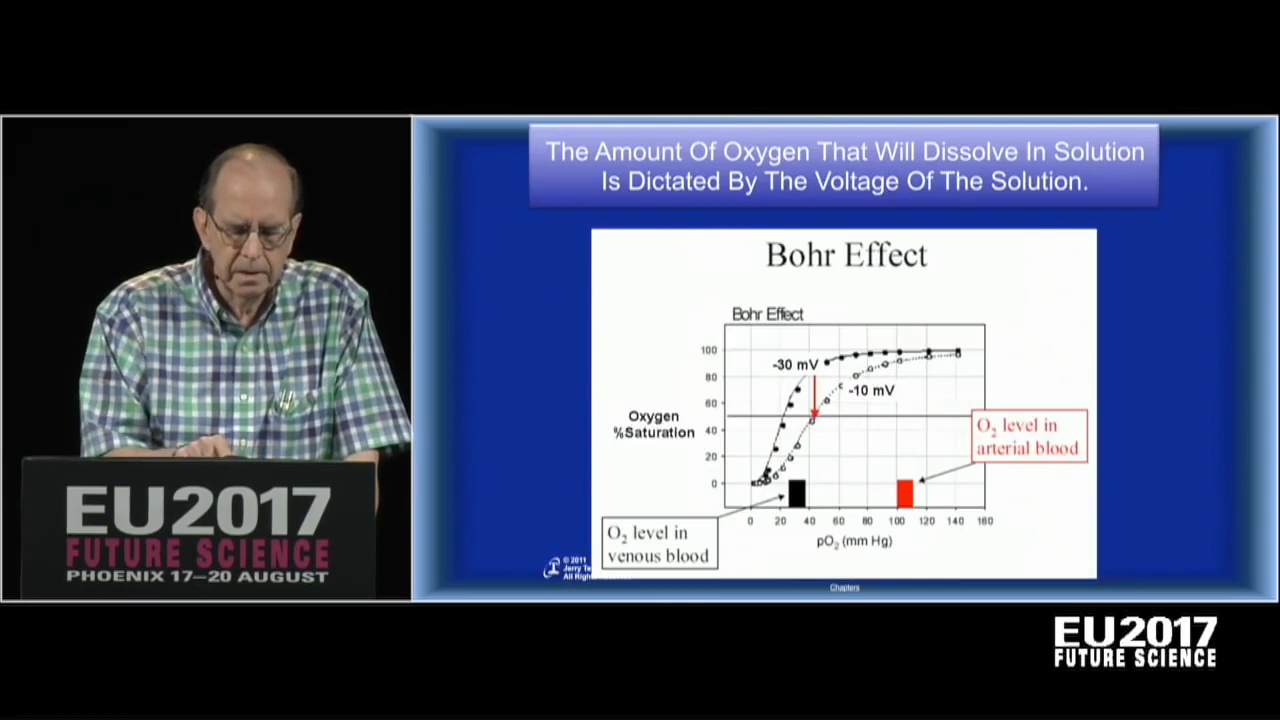 The Amount Of Oxygen That Will Dissolve In Solution
Is Dictated By The Voltage Of The Solution.
Bohr Effect
Bohr Effect
100
80
60
40
20
0
-30 mV
-10 mV
Oxygen
%Saturation
O₂ level in
arterial blood
O₂ level in
venous blood
0 20 40 60 80 100 120 140 160
pO₂ (mm Hg)
© 2011
Jerry
All
Chapters
EU2017
FUTURE SCIENCE
PHOENIX 17–20 AUGUST
EU2017
FUTURE SCIENCE